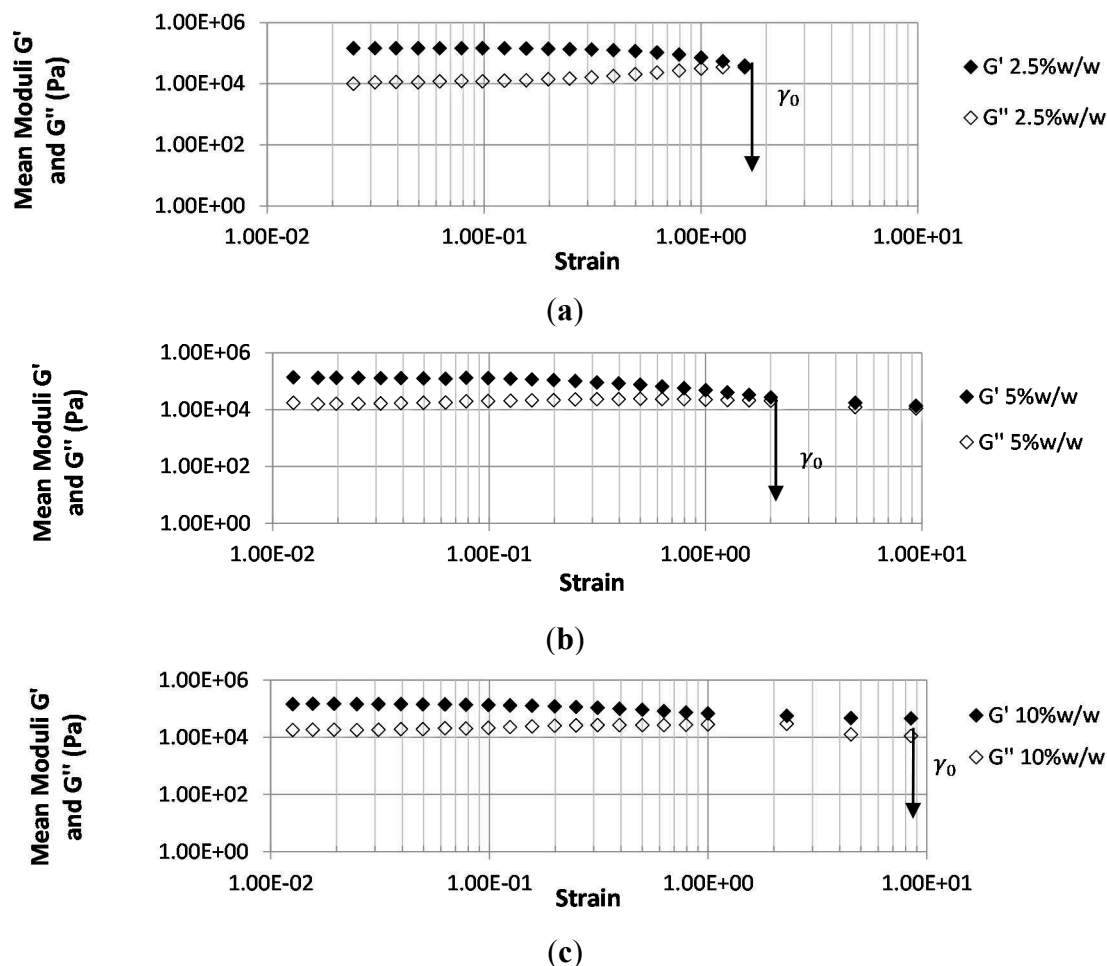 Mean Moduli G'
and G'' (Pa)
1.00E+06
1.00E+04
1.00E+02
1.00E+00
1.00E-02
1.00E-01
1.00E+00
1.00E+01
Strain
γ0
G' 2.5%w/w
G'' 2.5%w/w
(a)
Mean Moduli G'
and G'' (Pa)
1.00E+06
1.00E+04
1.00E+02
1.00E+00
1.00E-02
1.00E-01
1.00E+00
1.00E+01
Strain
γ0
G' 5%w/w
G'' 5%w/w
(b)
Mean Moduli G'
and G'' (Pa)
1.00E+06
1.00E+04
1.00E+02
1.00E+00
1.00E-02
1.00E-01
1.00E+00
1.00E+01
Strain
γ0
G' 10%w/w
G'' 10%w/w
(c)